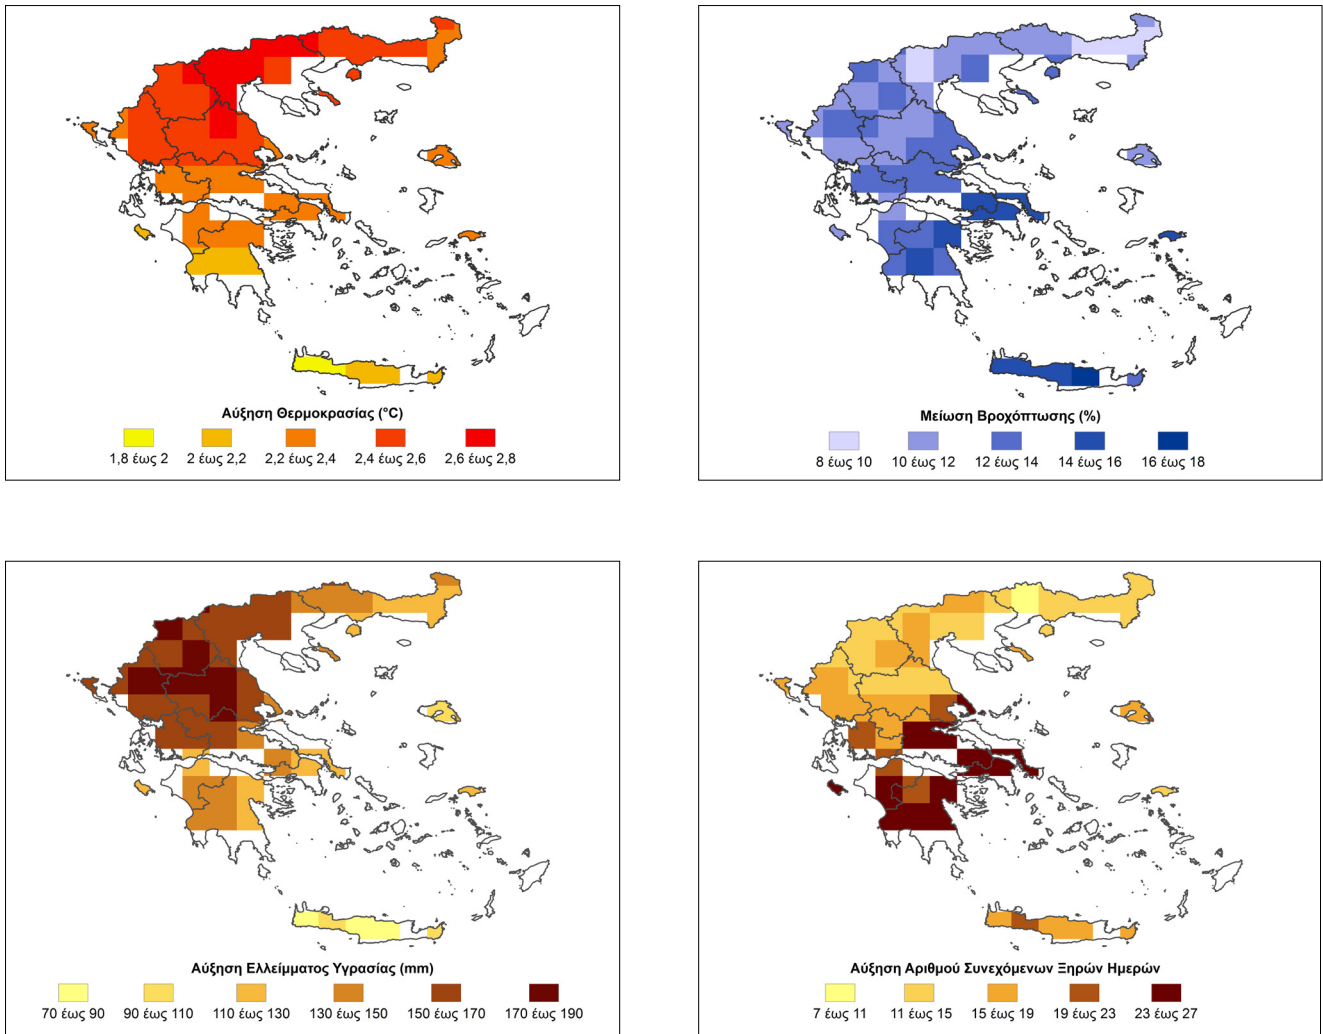 Αύξηση Θερμοκρασίας (°C)
1,8 έως 2 2 έως 2,2 2,2 έως 2,4 2,4 έως 2,6 2,6 έως 2,8
Μείωση Βροχόπτωσης (%)
8 έως 10 10 έως 12 12 έως 14 14 έως 16 16 έως 18
Αύξηση Ελλείμματος Υγρασίας (mm)
70 έως 90 90 έως 110 110 έως 130 130 έως 150 150 έως 170 170 έως 190
Αύξηση Αριθμού Συνεχόμενων Ξηρών Ημερών
7 έως 11 11 έως 15 15 έως 19 19 έως 23 23 έως 27